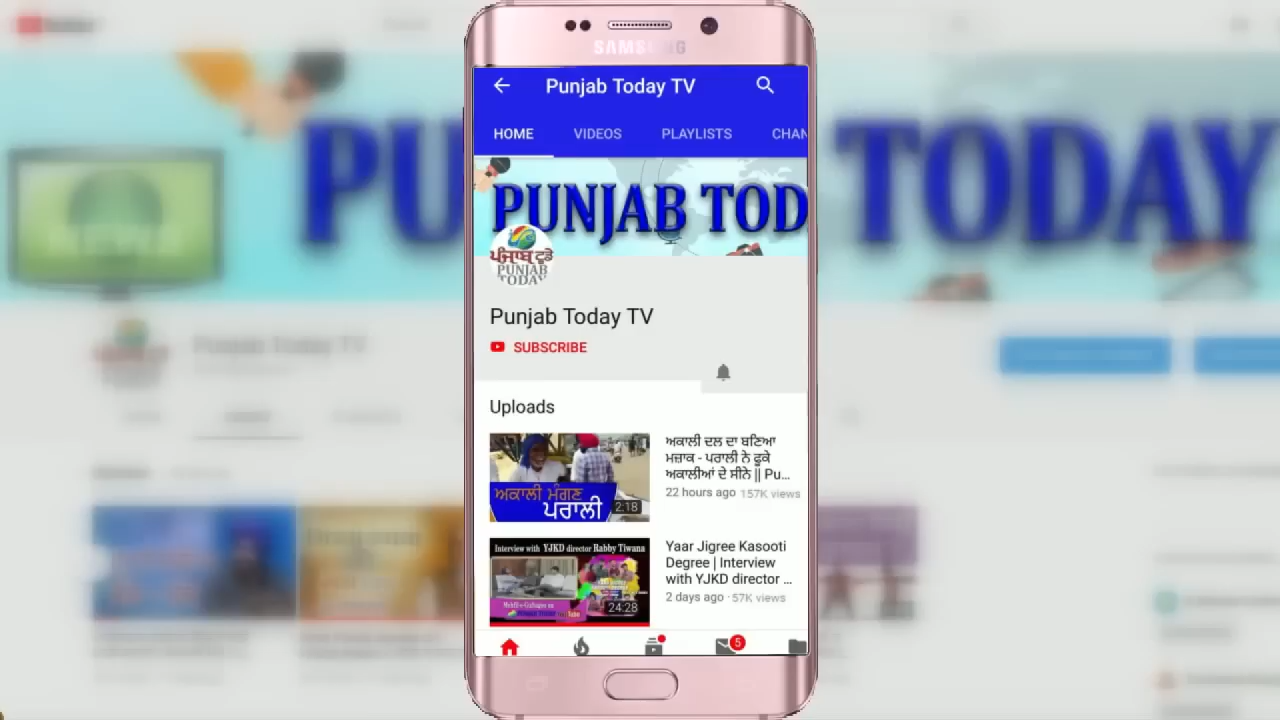 SAMSUNG
Punjab Today TV
HOME VIDEOS PLAYLISTS CHAN
PUNJAB TOD
ਪੰਜਾਬ ਟੂਡੇ
PUNJAB
TODAY
Punjab Today TV
SUBSCRIBE
Uploads
ਅਕਾਲੀ ਮੰਗਣ
ਪਰਾਲੀ
2:18
ਅਕਾਲੀ ਦਲ ਦਾ ਬਣਿਆ
ਮਜ਼ਾਕ - ਪਰਾਲੀ ਨੇ ਫੂਕੇ
ਅਕਾਲੀਆਂ ਦੇ ਸੀਨੇ || Pu...
22 hours ago 157K views
Interview with YJKD director Rabby Tiwana
24:28
Yaar Jigree Kasooti
Degree | Interview
with YJKD director ...
2 days ago · 57K views
5
PU
TODAY